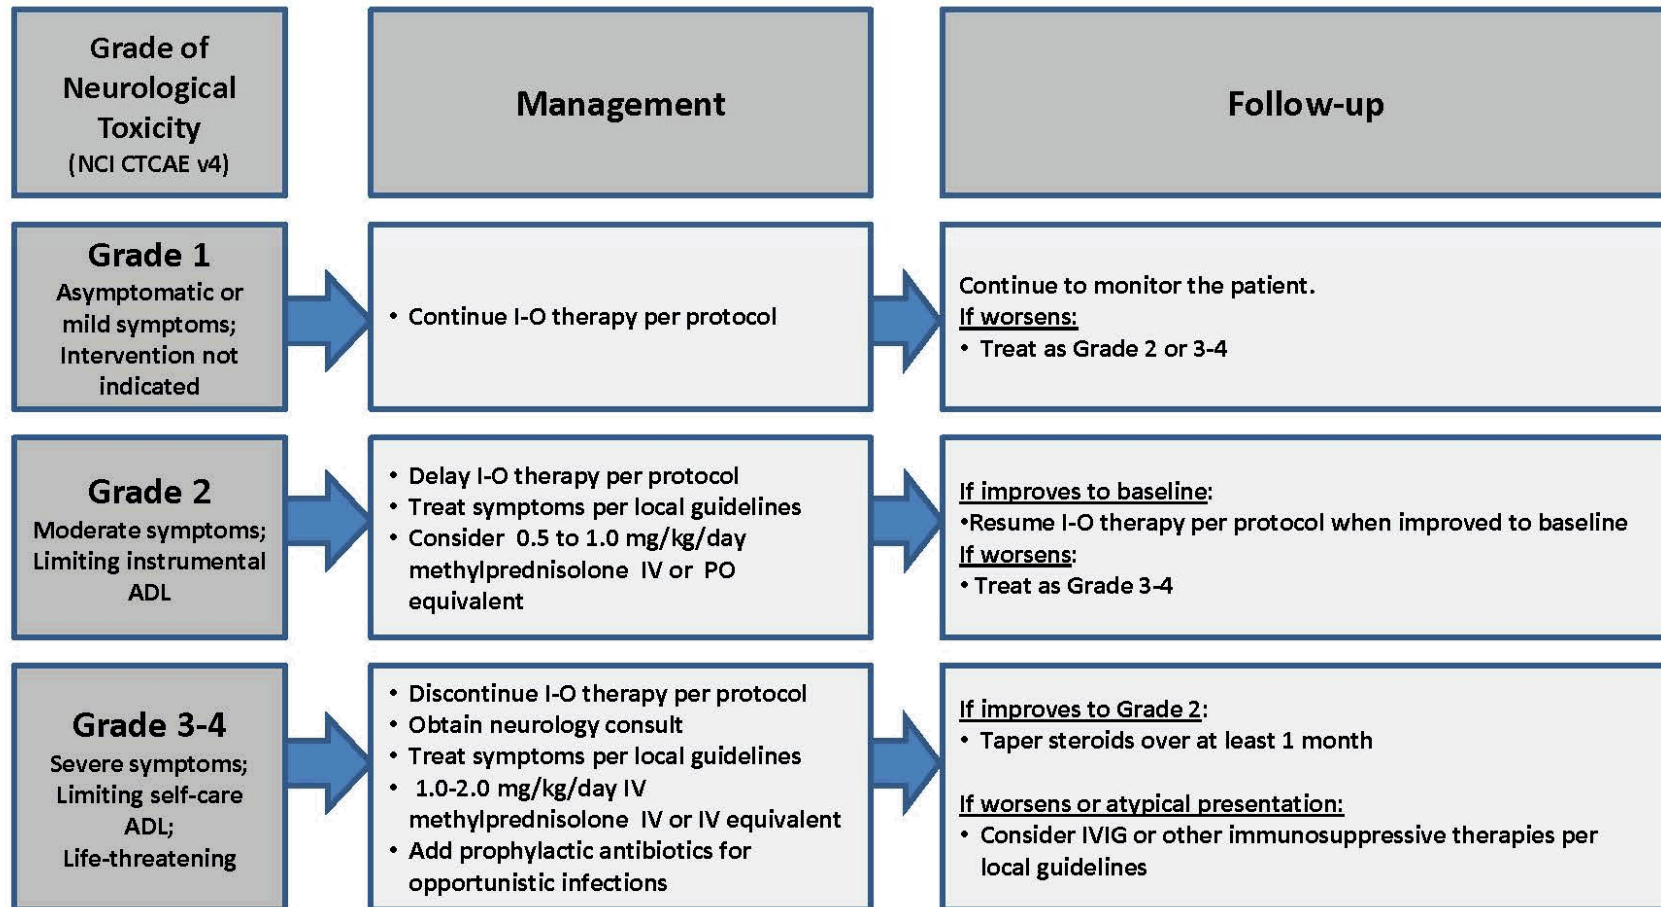 Grade of
Neurological
Toxicity
(NCI CTCAE v4)
Management
Follow-up
Grade 1
Asymptomatic or
mild symptoms;
Intervention not
indicated
• Continue I-O therapy per protocol
Continue to monitor the patient.
If worsens:
• Treat as Grade 2 or 3-4
Grade 2
Moderate symptoms;
Limiting instrumental
ADL
• Delay I-O therapy per protocol
• Treat symptoms per local guidelines
• Consider 0.5 to 1.0 mg/kg/day
methylprednisolone IV or PO
equivalent
If improves to baseline:
•Resume I-O therapy per protocol when improved to baseline
If worsens:
• Treat as Grade 3-4
Grade 3-4
Severe symptoms;
Limiting self-care
ADL;
Life-threatening
• Discontinue I-O therapy per protocol
• Obtain neurology consult
• Treat symptoms per local guidelines
• 1.0-2.0 mg/kg/day IV
methylprednisolone IV or IV equivalent
• Add prophylactic antibiotics for
opportunistic infections
If improves to Grade 2:
• Taper steroids over at least 1 month
If worsens or atypical presentation:
• Consider IVIG or other immunosuppressive therapies per
local guidelines